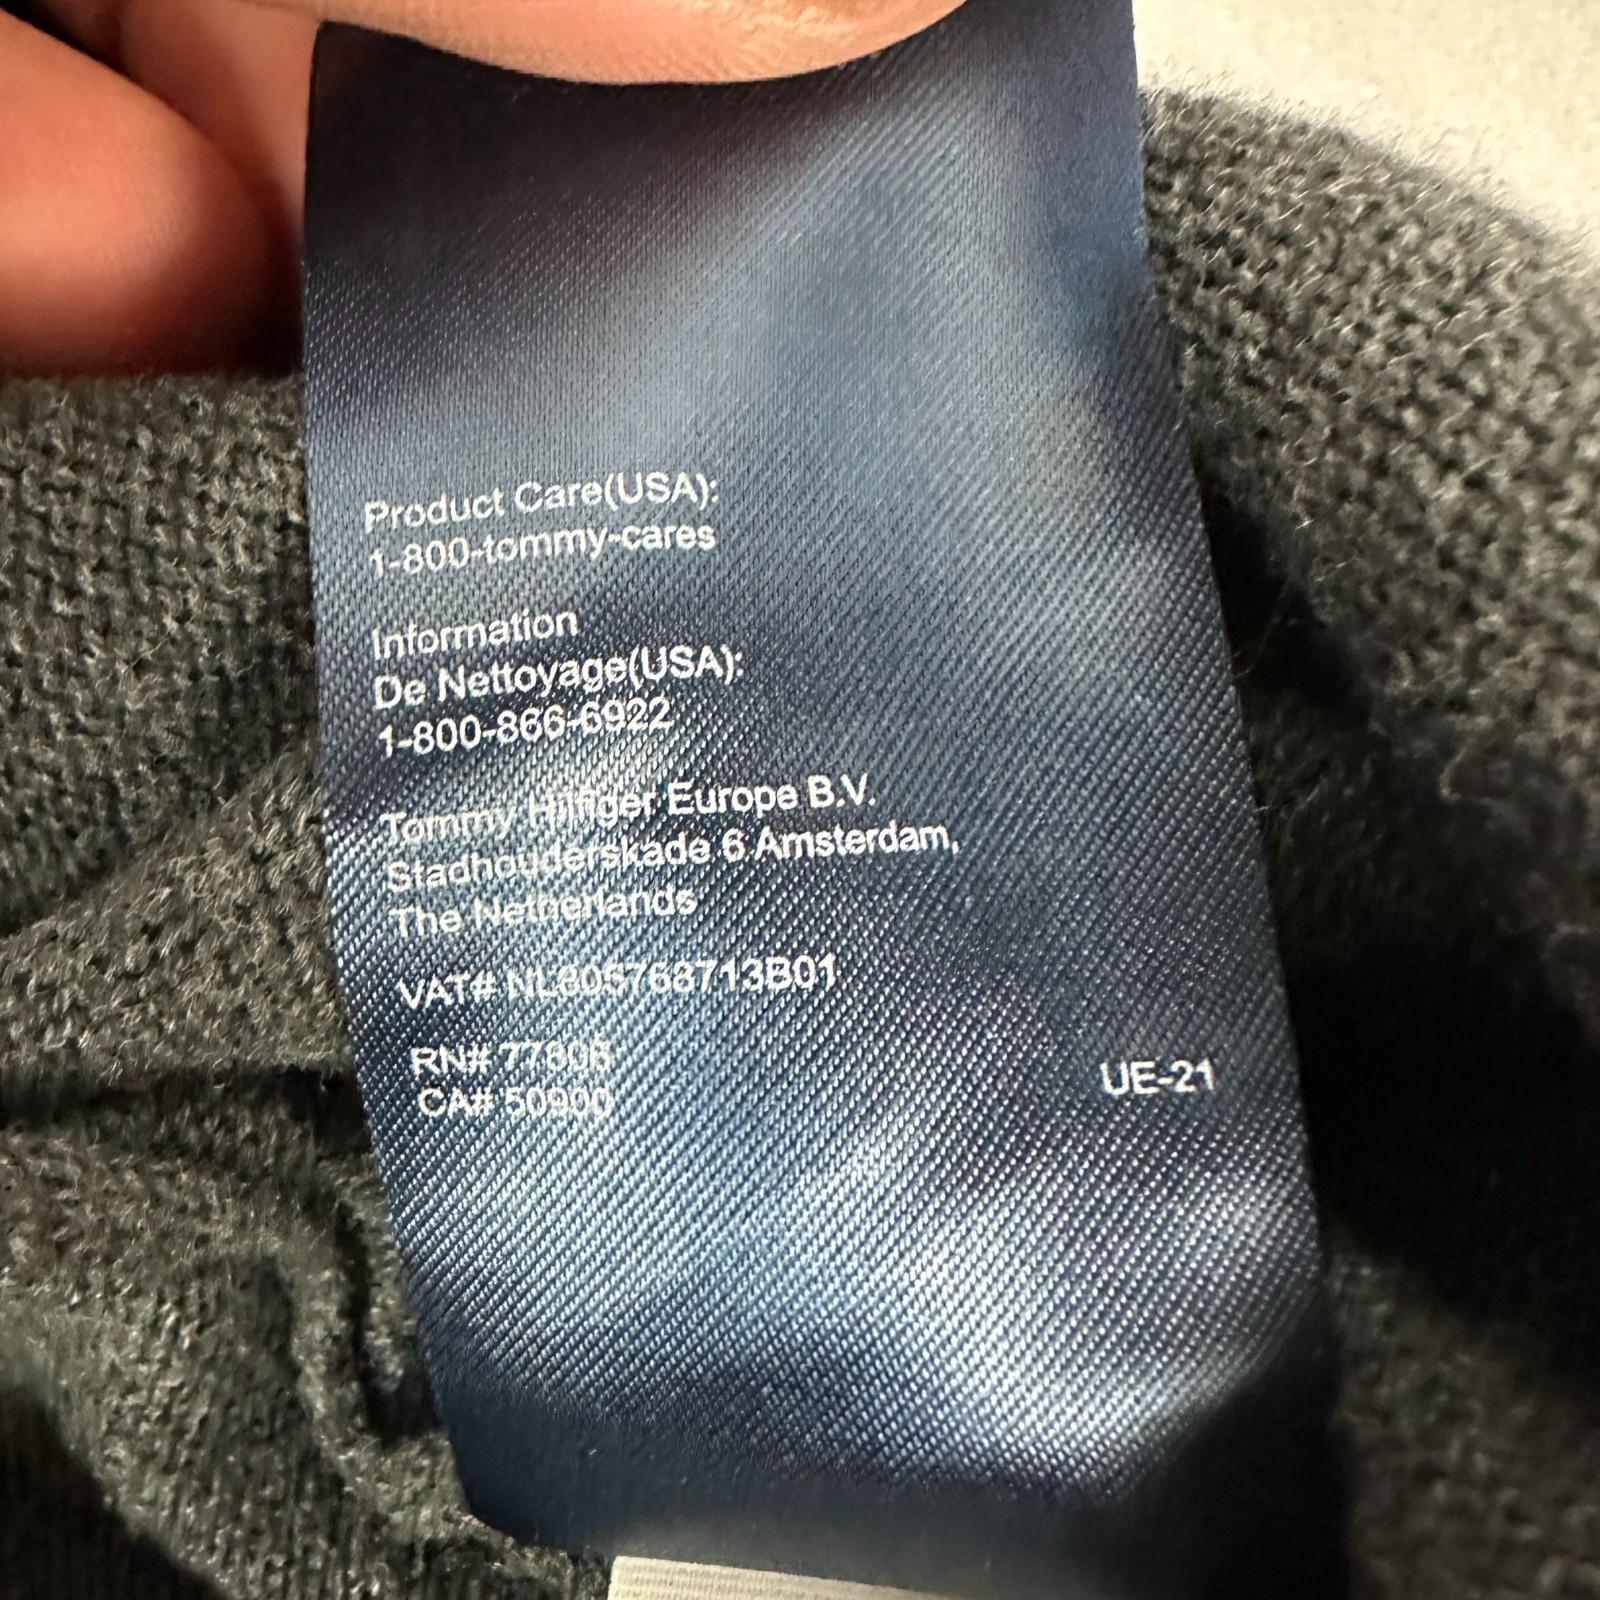 Product Care(USA):
1-800-tommy-cares
Information
De Nettoyage(USA):
1-800-866-6922
Tommy Hilfiger Europe B.V.
Stadhouderskade 6 Amsterdam,
The Netherlands
VAT# NL805768713B01
RN# 77806
CA# 50900
UE-21